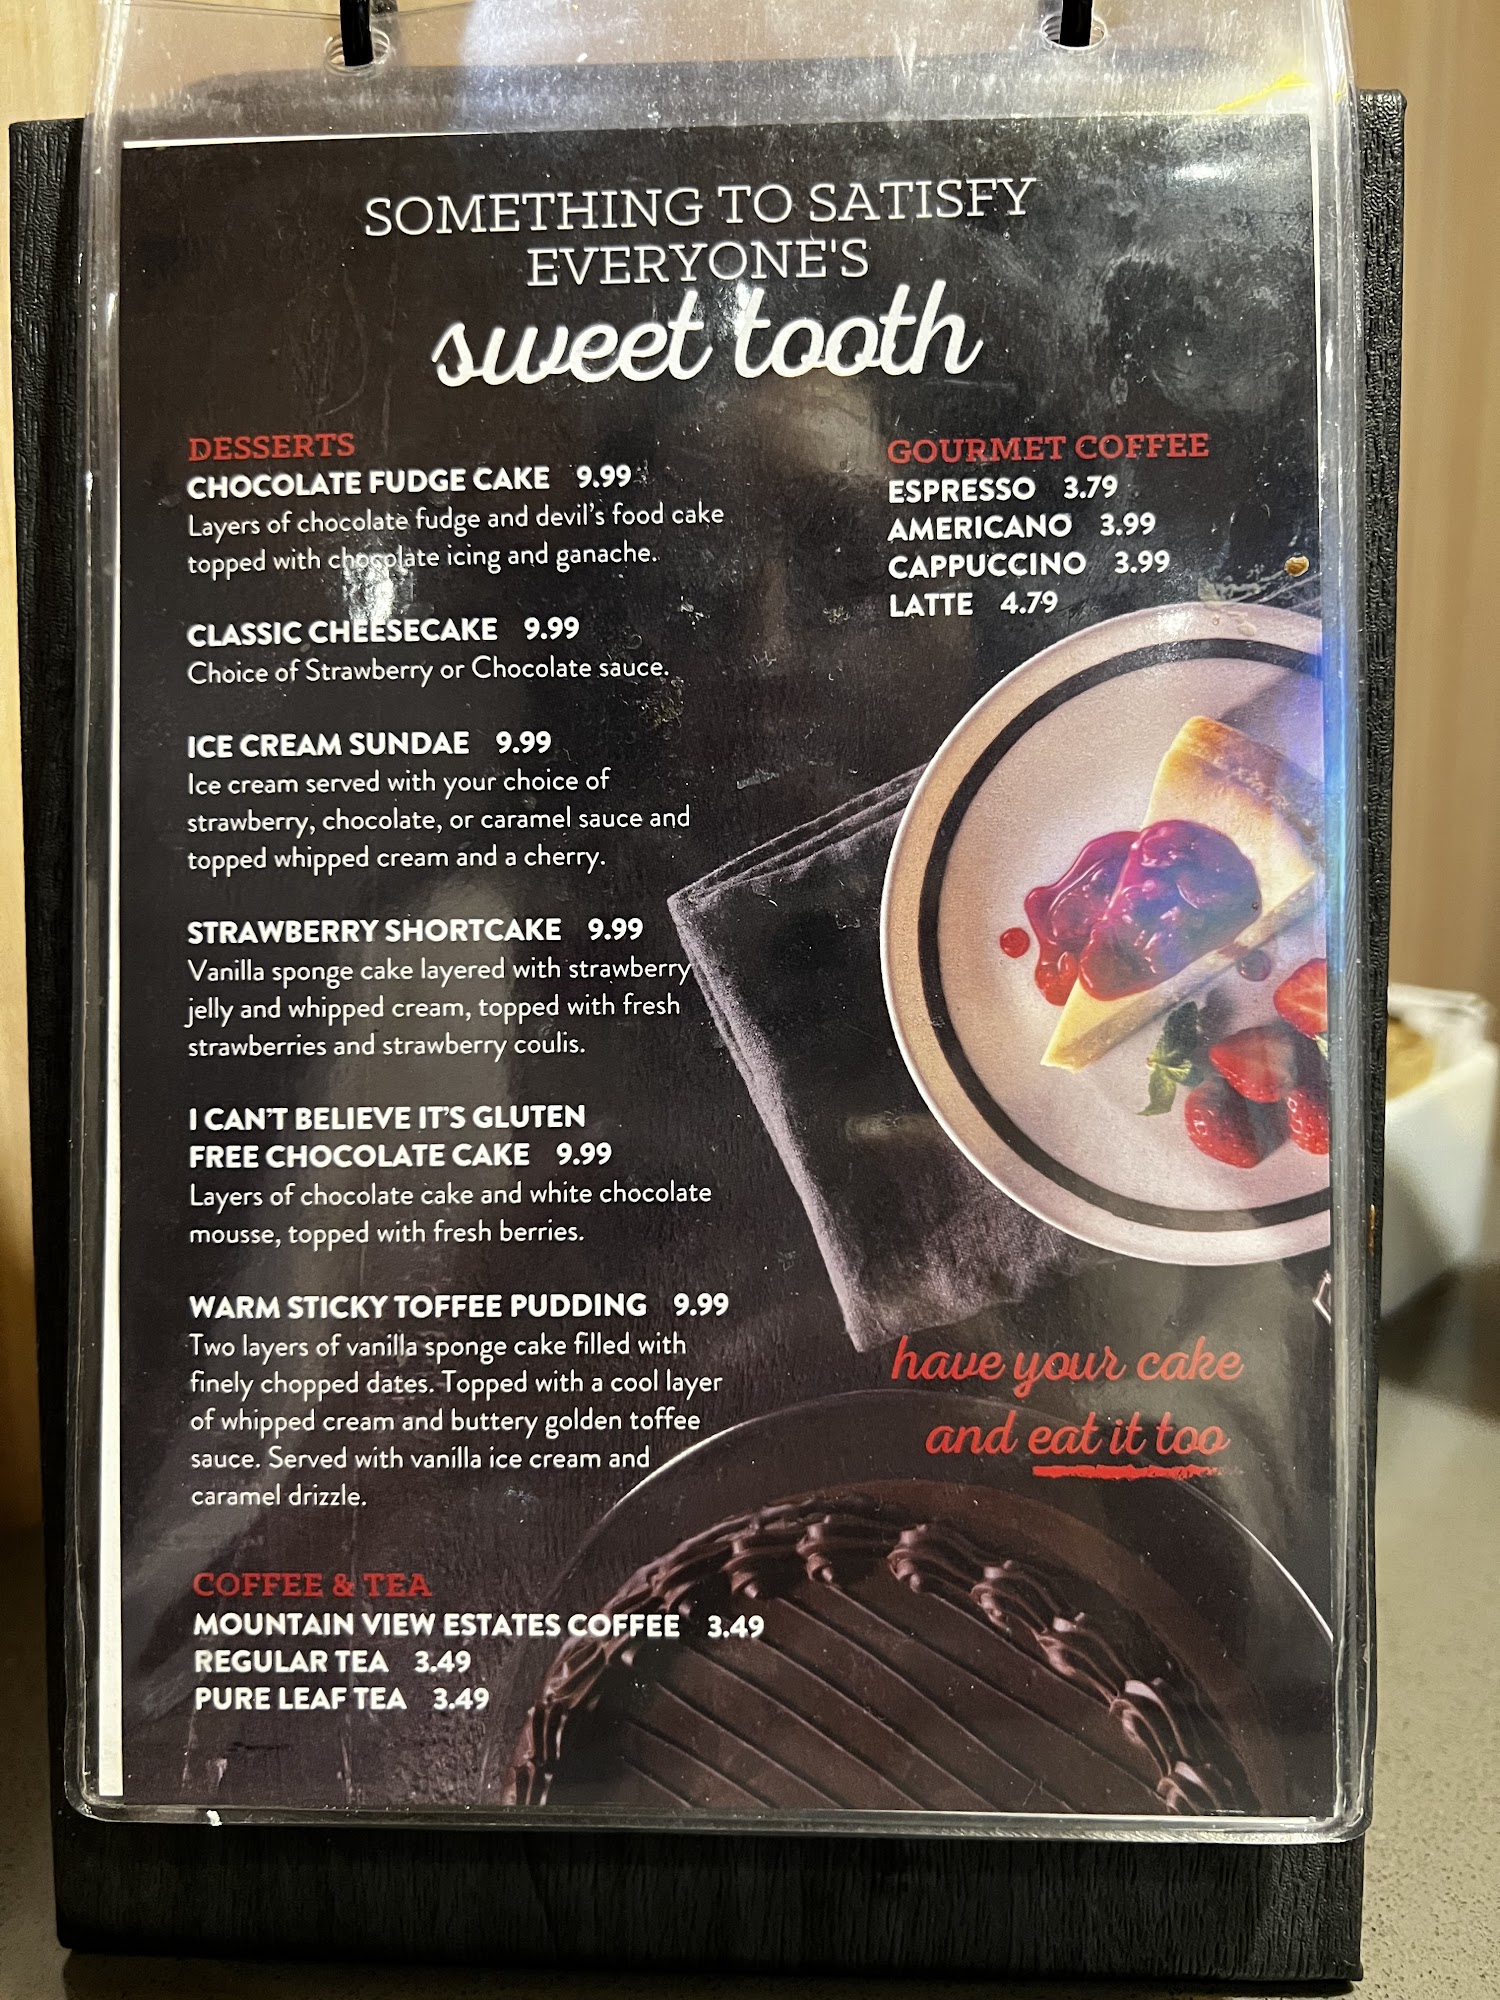 SOMETHING TO SATISFY
EVERYONE'S
sweet tooth
DESSERTS
CHOCOLATE FUDGE CAKE 9.99
Layers of chocolate fudge and devil's food cake
topped with chocolate icing and ganache.
CLASSIC CHEESECAKE 9.99
Choice of Strawberry or Chocolate sauce.
ICE CREAM SUNDAE 9.99
Ice cream served with your choice of
strawberry, chocolate, or caramel sauce and
topped whipped cream and a cherry.
STRAWBERRY SHORTCAKE 9.99
Vanilla sponge cake layered with strawberry
jelly and whipped cream, topped with fresh
strawberries and strawberry coulis.
I CAN'T BELIEVE IT'S GLUTEN
FREE CHOCOLATE CAKE 9.99
Layers of chocolate cake and white chocolate
mousse, topped with fresh berries.
WARM STICKY TOFFEE PUDDING 9.99
Two layers of vanilla sponge cake filled with
finely chopped dates. Topped with a cool layer
of whipped cream and buttery golden toffee
sauce. Served with vanilla ice cream and
caramel drizzle.
COFFEE & TEA
MOUNTAIN VIEW ESTATES COFFEE 3.49
REGULAR TEA 3.49
PURE LEAF TEA 3.49
GOURMET COFFEE
ESPRESSO 3.79
AMERICANO 3.99
CAPPUCCINO 3.99
LATTE 4.79
have your cake
and eat it too